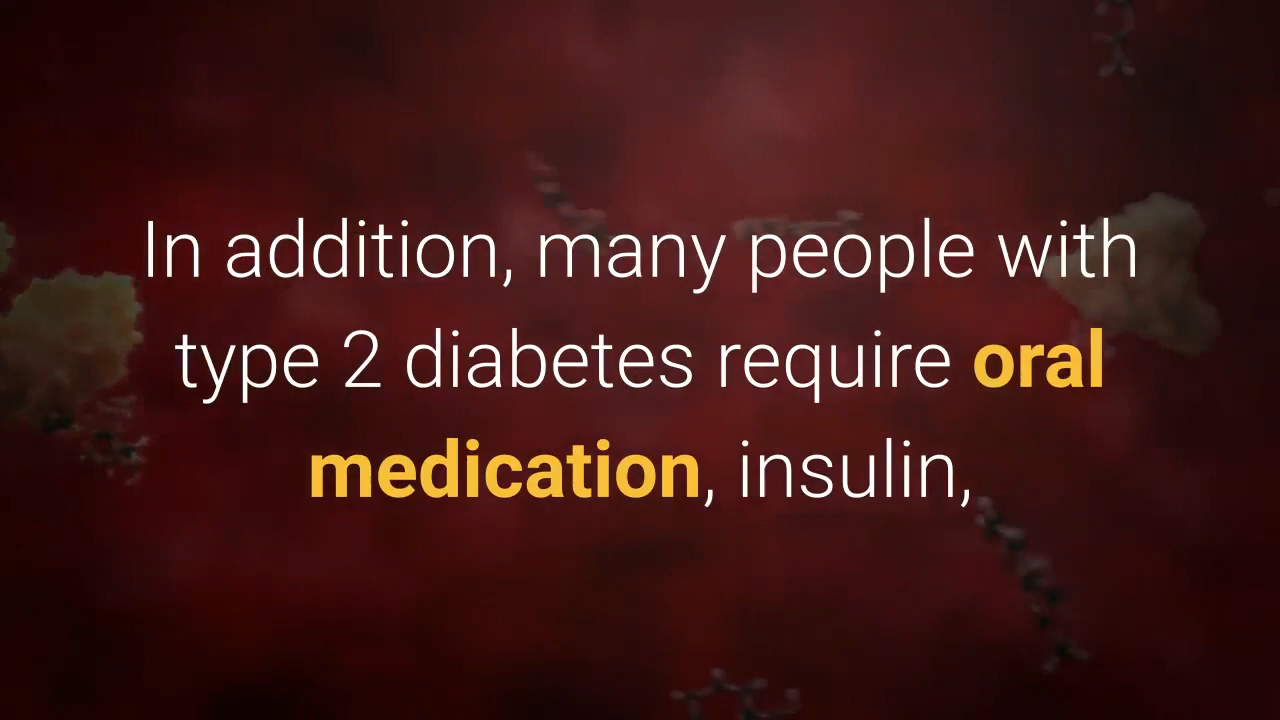 In addition, many people with
type 2 diabetes require oral
medication, insulin,